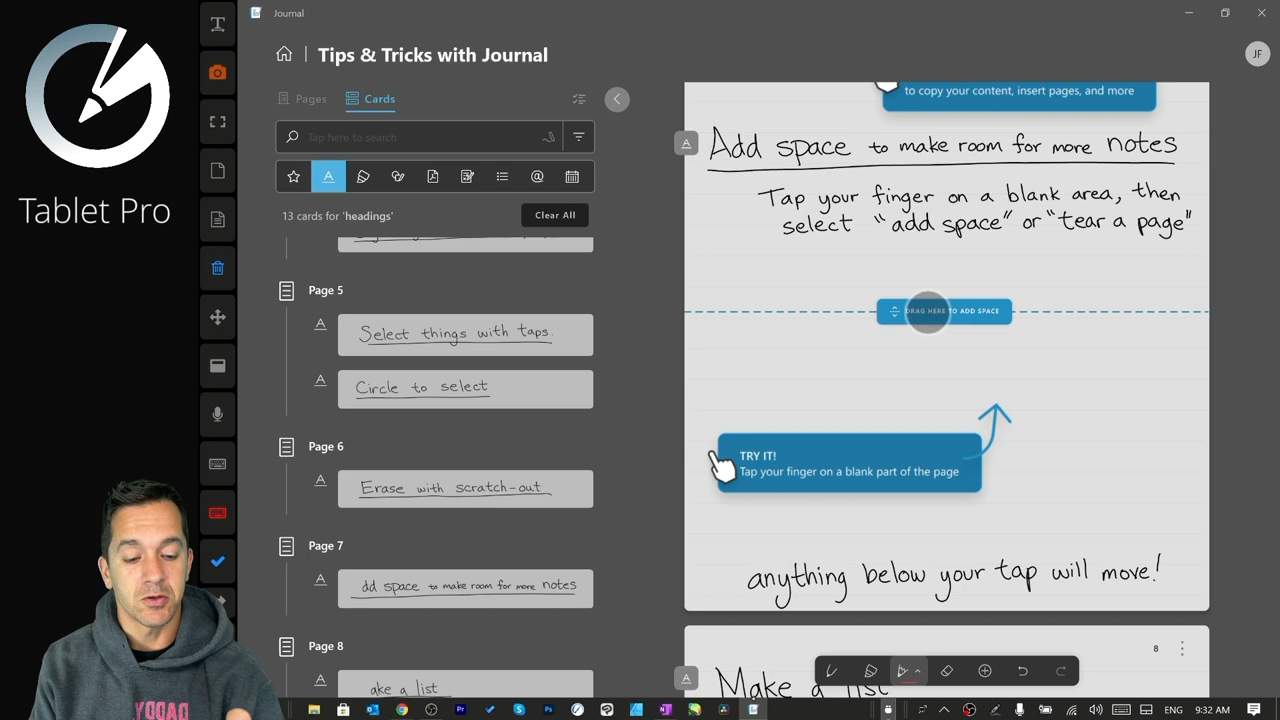 Journal
Tips & Tricks with Journal
JF
Pages
Cards
Tap here to search
13 cards for 'headings'
Clear All
Page 5
Select things with taps.
Circle to select
Page 6
Erase with scratch-out
Page 7
dd space to make room for more notes
Page 8
ake a list
to copy your content, insert pages, and more
Add space to make room for more notes
Tap your finger on a blank area, then
select "add space" or "tear a page"
DRAG HERE TO ADD SPACE
TRY IT!
Tap your finger on a blank part of the page
anything below your tap will move!
8
Make a list
Tablet Pro
DADDY
ENG
9:32 AM